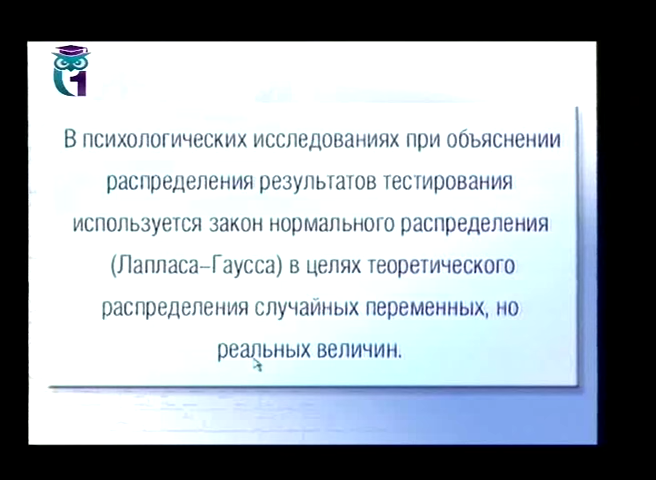 1
В психологических исследованиях при объяснении
распределения результатов тестирования
используется закон нормального распределения
(Лапласа–Гаусса) в целях теоретического
распределения случайных переменных, но
реальных величин.